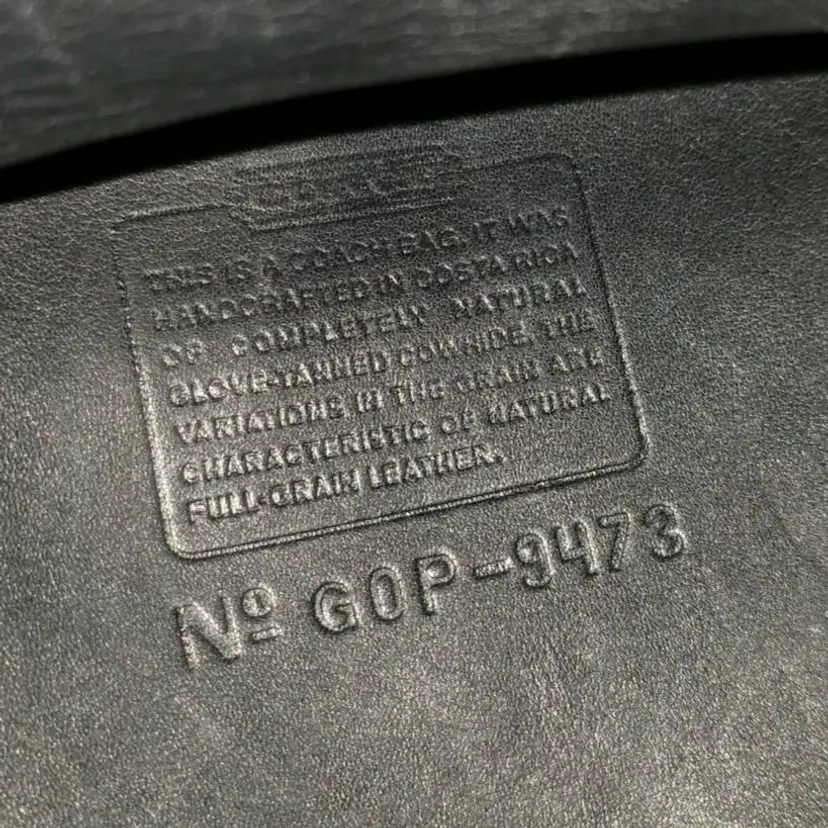 COACH
THIS IS A COACH BAG. IT WAS
HANDCRAFTED IN COSTA RICA
OF COMPLETELY NATURAL
GLOVE-TANNED COWHIDE. THE
VARIATIONS IN THE GRAIN ARE
CHARACTERISTIC OF NATURAL
FULL-GRAIN LEATHER.
Nº G0P-9473